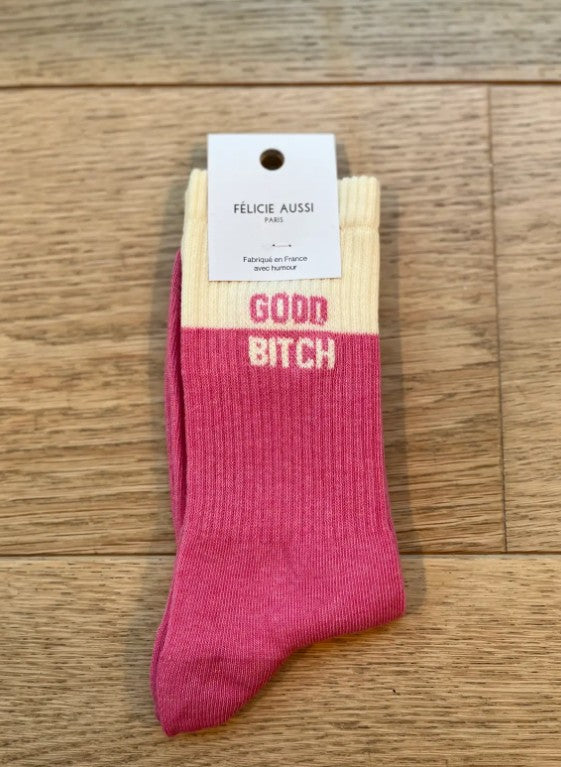 FÉLICIE AUSSI
PARIS
Fabriqué en France
avec humour
GOOD
BITCH